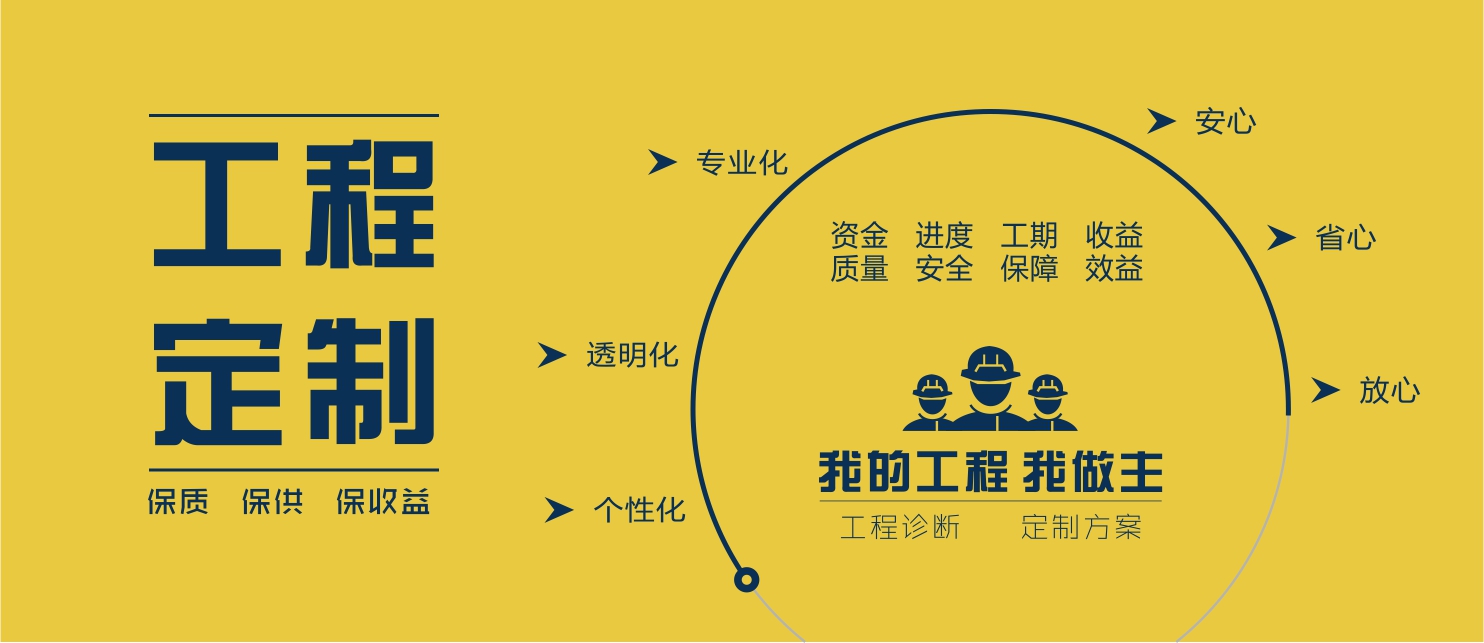 工程
定制
保质 保供 保收益
专业化
透明化
个性化
资金 进度 工期 收益
质量 安全 保障 效益
我的工程 我做主
工程诊断 定制方案
安心
省心
放心